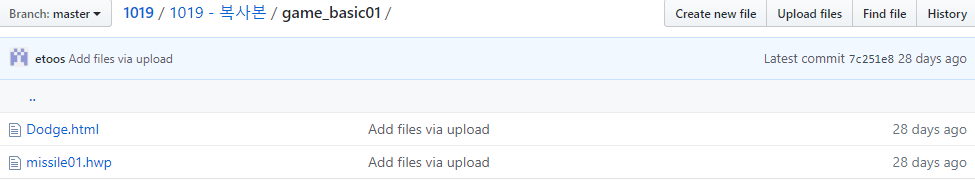 Branch: master 1019 / 1019 - 복사본 / game_basic01 / Create new file Upload files Find file History
etoos Add files via upload Latest commit 7c251e8 28 days ago
..
Dodge.html Add files via upload 28 days ago
missile01.hwp Add files via upload 28 days ago